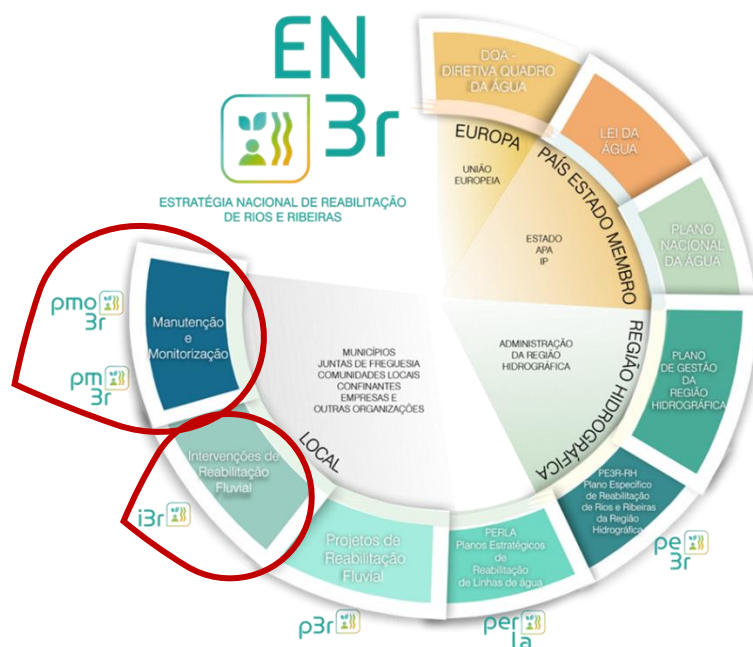 EN
3r
ESTRATÉGIA NACIONAL DE REABILITAÇÃO
DE RIOS E RIBEIRAS
DQA -
DIRETIVA QUADRO
DA ÁGUA
LEI DA
ÁGUA
PLANO
NACIONAL
DA ÁGUA
PLANO
DE GESTÃO
DA
REGIÃO
HIDROGRÁFICA
PE3R-RH
Plano Específico
de Reabilitação
de Rios e Ribeiras
da Região
Hidrográfica
pe
3r
PERLA
Planos Estratégicos
de
Reabilitação
de Linhas de água
per
la
Projetos de
Reabilitação
Fluvial
p3r
Intervenções de
Reabilitação
Fluvial
i3r
Manutenção
e
Monitorização
pmo
3r
pm
3r
EUROPA
UNIÃO
EUROPEIA
PAÍS ESTADO MEMBRO
ESTADO
APA
IP
REGIÃO HIDROGRÁFICA
ADMINISTRAÇÃO
DA REGIÃO
HIDROGRÁFICA
LOCAL
MUNICÍPIOS
JUNTAS DE FREGUESIA
COMUNIDADES LOCAIS
CONFINANTES
EMPRESAS E
OUTRAS ORGANIZAÇÕES